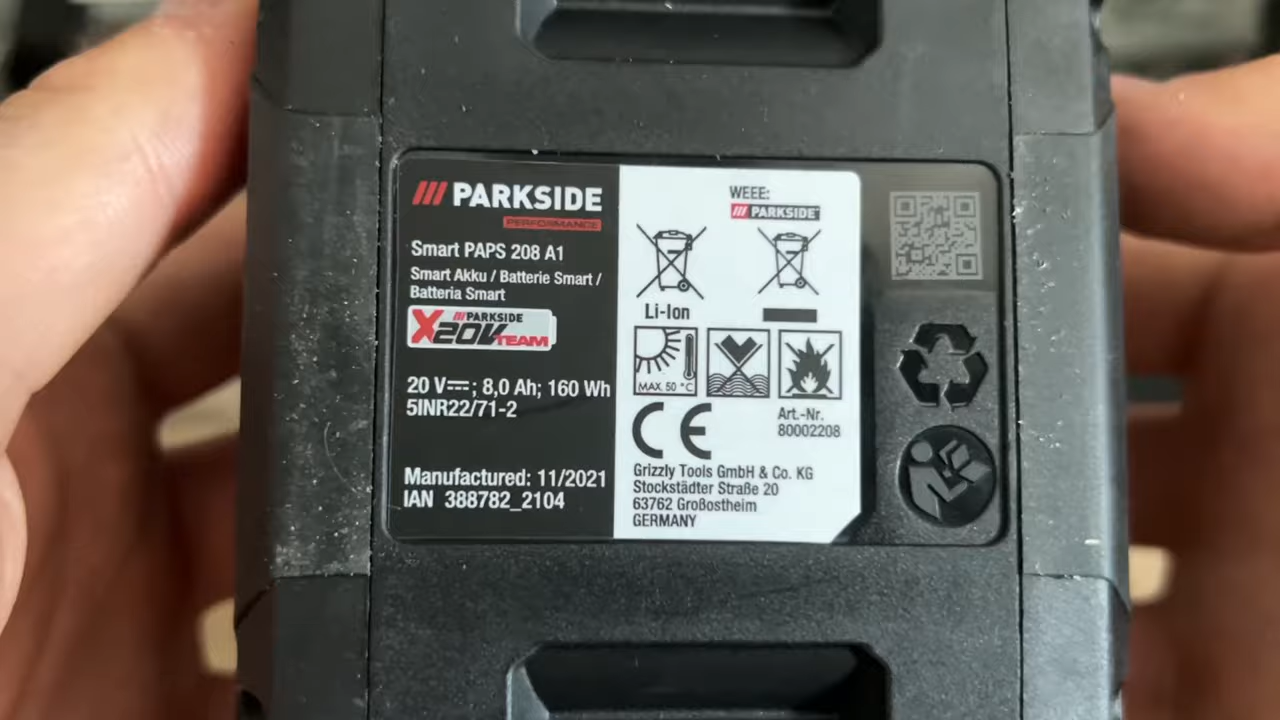 PARKSIDE
PERFORMANCE
Smart PAPS 208 A1
Smart Akku / Batterie Smart /
Batteria Smart
PARKSIDE
X20V TEAM
20 V⎓; 8,0 Ah; 160 Wh
5INR22/71-2
Manufactured: 11/2021
IAN 388782_2104
WEEE:
PARKSIDE
Li-Ion
MAX. 50 °C
CE
Art.-Nr.
80002208
Grizzly Tools GmbH & Co. KG
Stockstädter Straße 20
63762 Großostheim
GERMANY